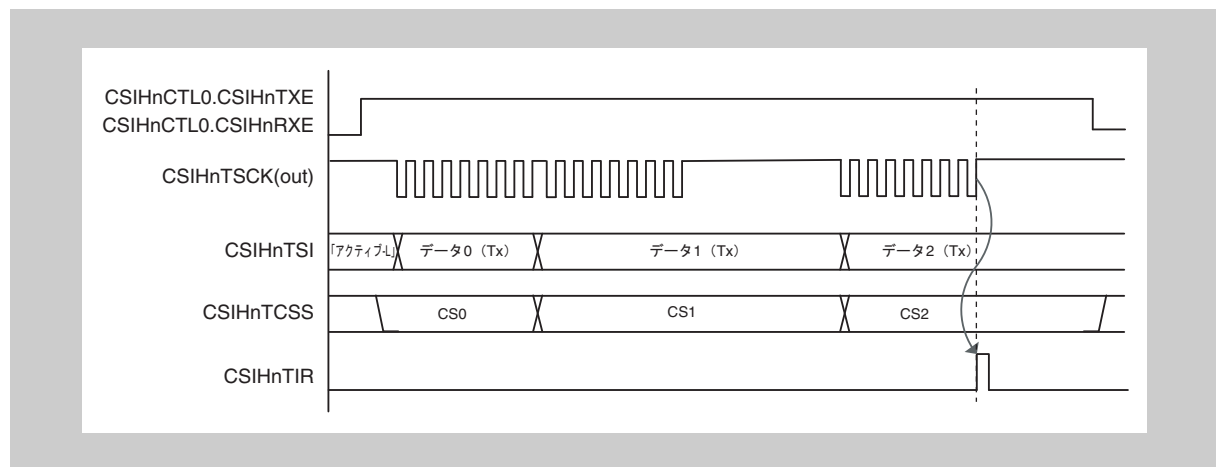 CSIHnCTL0.CSIHnTXE
CSIHnCTL0.CSIHnRXE
CSIHnTSCK(out)
CSIHnTSI
「アクティブ-L」
データ0（Tx）
データ1（Tx）
データ2（Tx）
CSIHnTCSS
CS0
CS1
CS2
CSIHnTIR